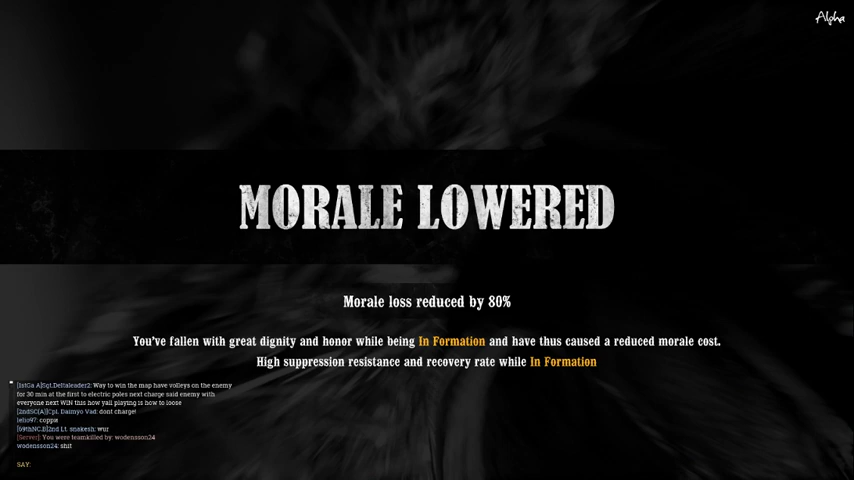 Alpha
MORALE LOWERED
Morale loss reduced by 80%
You've fallen with great dignity and honor while being In Formation and have thus caused a reduced morale cost.
High suppression resistance and recovery rate while In Formation
[1stGa A]Sgt.Deltaleader2: Way to win the map have volleys on the enemy
for 30 min at the first to electric poles next charge said enemy with
everyone next WIN this how yall playing is how to loose
[2ndSC(A)]Cpl. Daimyo Vad: dont charge!
lelio97: coppie
[69thNC.B]2nd Lt. snakesh: wur
[Server]: You were teamkilled by: wodensson24
wodensson24: shit
SAY: